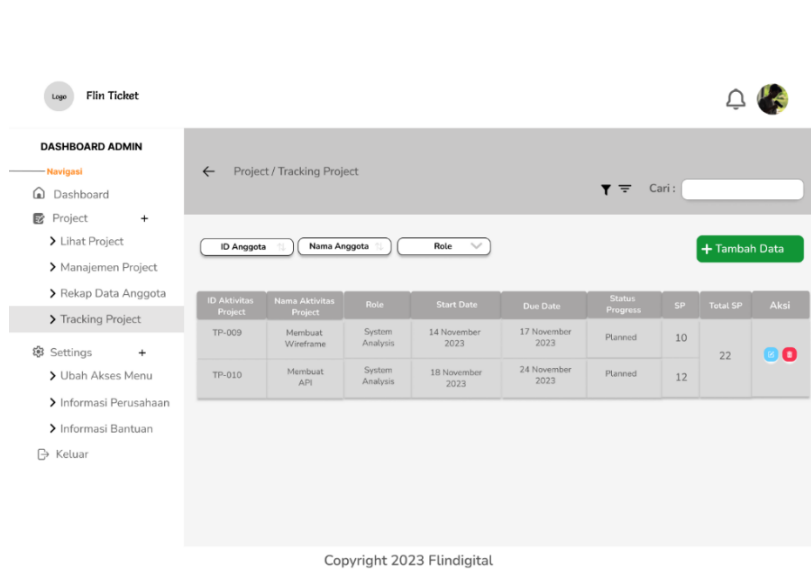 Logo
Flin Ticket
DASHBOARD ADMIN
Navigasi
Dashboard
Project +
Lihat Project
Manajemen Project
Rekap Data Anggota
Tracking Project
Settings +
Ubah Akses Menu
Informasi Perusahaan
Informasi Bantuan
Keluar
Project / Tracking Project
Cari :
ID Anggota
Nama Anggota
Role
+ Tambah Data
ID Aktivitas Project
Nama Aktivitas Project
Role
Start Date
Due Date
Status Progress
SP
Total SP
Aksi
TP-009
Membuat Wireframe
System Analysis
14 November 2023
17 November 2023
Planned
10
22
TP-010
Membuat API
System Analysis
18 November 2023
24 November 2023
Planned
12
Copyright 2023 Flindigital